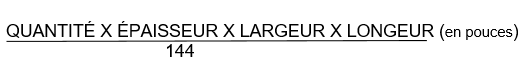 QUANTITÉ X ÉPAISSEUR X LARGEUR X LONGEUR (en pouces)
144